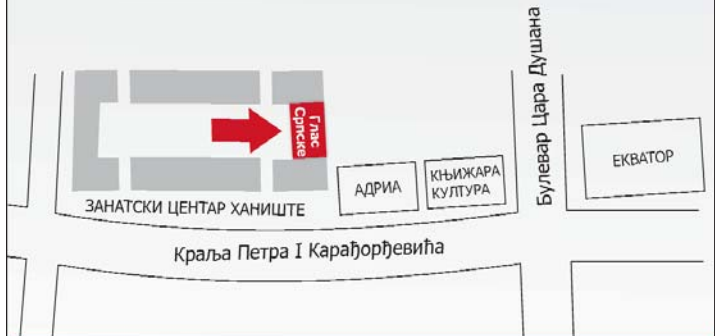 Булевар Цара Душана
Глас
Српске
АДРИА
КЊИЖАРА
КУЛТУРА
ЕКВАТОР
ЗАНАТСКИ ЦЕНТАР ХАНИШТЕ
Краља Петра I Карађорђевића